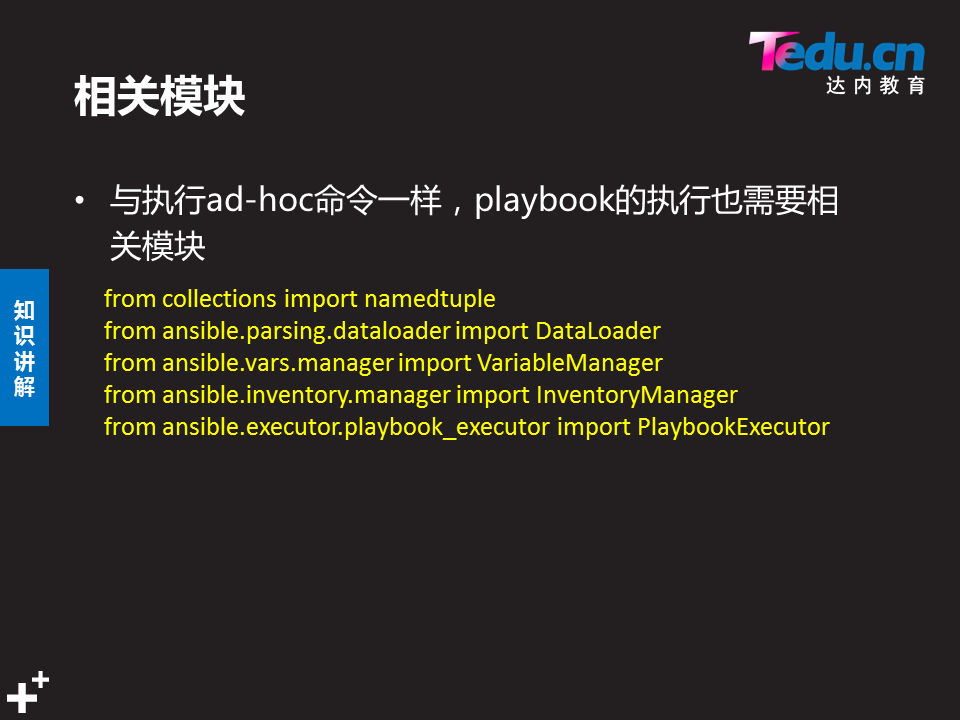 Tedu.cn
达内教育
相关模块
• 与执行ad-hoc命令一样，playbook的执行也需要相
关模块
from collections import namedtuple
from ansible.parsing.dataloader import DataLoader
from ansible.vars.manager import VariableManager
from ansible.inventory.manager import InventoryManager
from ansible.executor.playbook_executor import PlaybookExecutor
知
识
讲
解